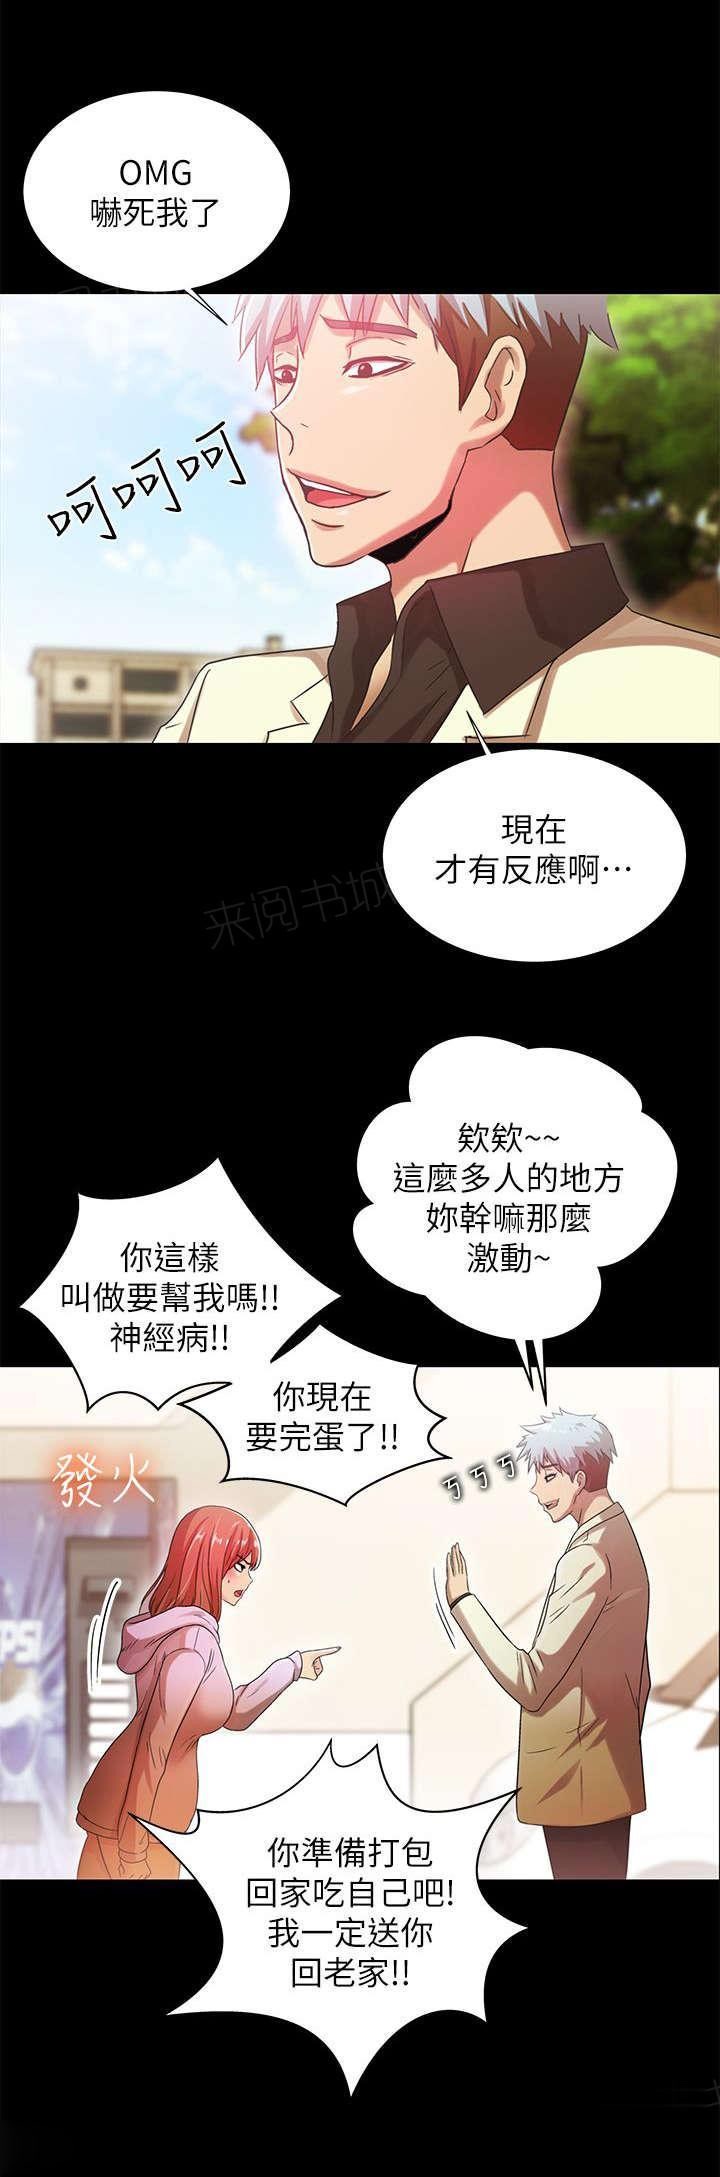 OMG
嚇死我了
呵呵呵
現在
才有反應啊⋯
来阅书城
欸欸~~
這麼多人的地方
妳幹嘛那麼
激動~
你這樣
叫做要幫我嗎!!
神經病!!
你現在
要完蛋了!!
發火
ㄎㄎㄎ
PSI
你準備打包
回家吃自己吧!
我一定送你
回老家!!